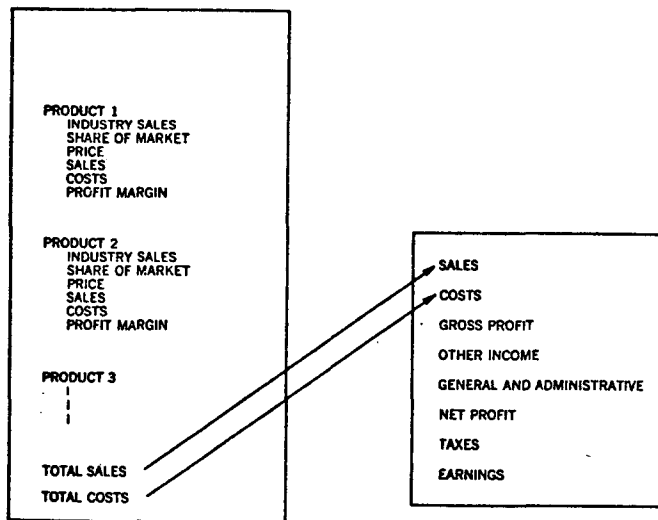 PRODUCT 1
INDUSTRY SALES
SHARE OF MARKET
PRICE
SALES
COSTS
PROFIT MARGIN
PRODUCT 2
INDUSTRY SALES
SHARE OF MARKET
PRICE
SALES
COSTS
PROFIT MARGIN
PRODUCT 3
TOTAL SALES
TOTAL COSTS
SALES
COSTS
GROSS PROFIT
OTHER INCOME
GENERAL AND ADMINISTRATIVE
NET PROFIT
TAXES
EARNINGS